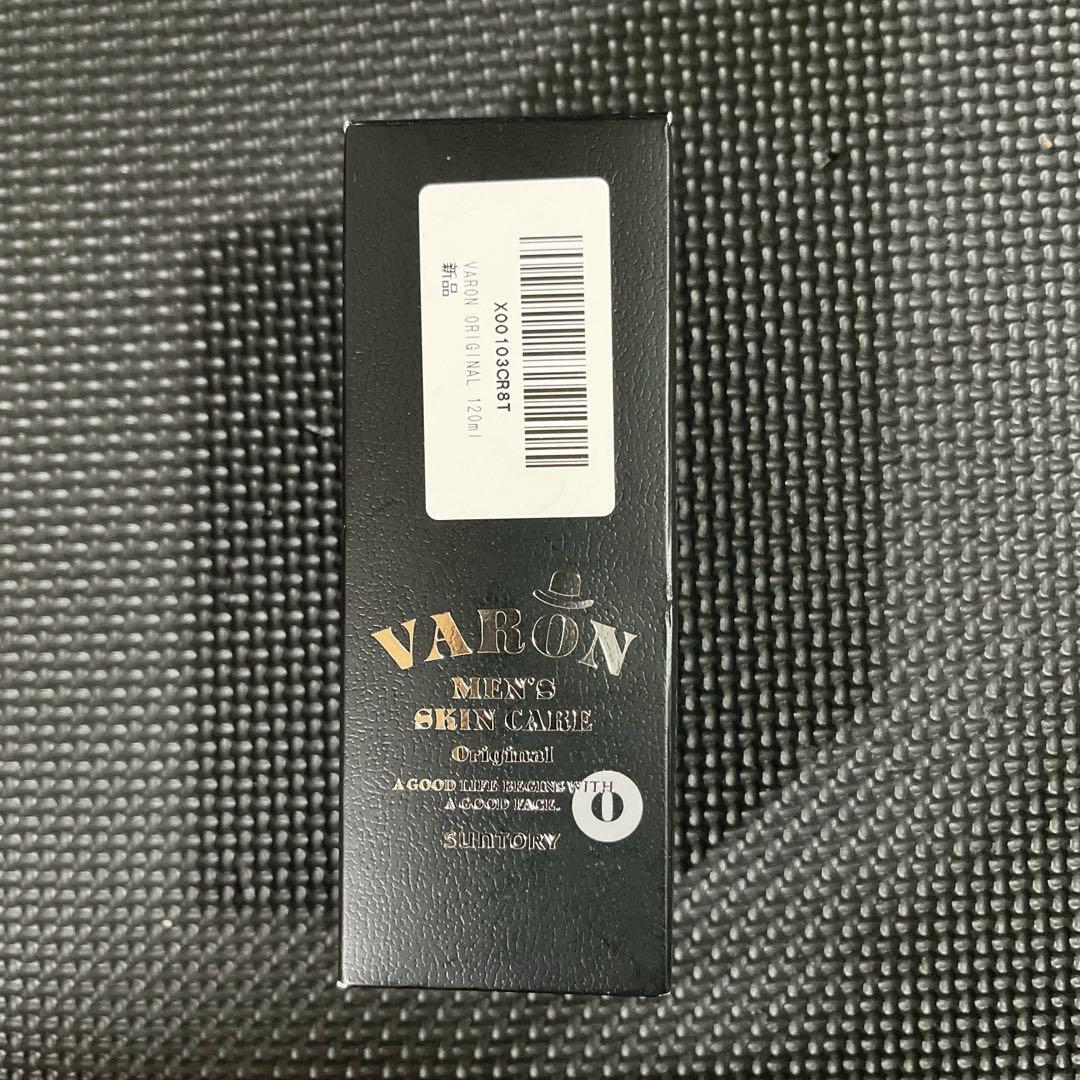 X00103CR8T
VARON ORIGINAL 120ml
新品
VARON
MEN'S
SKIN CARE
Original
A GOOD LIFE BEGINS WITH
A GOOD FACE.
O
SUNTORY